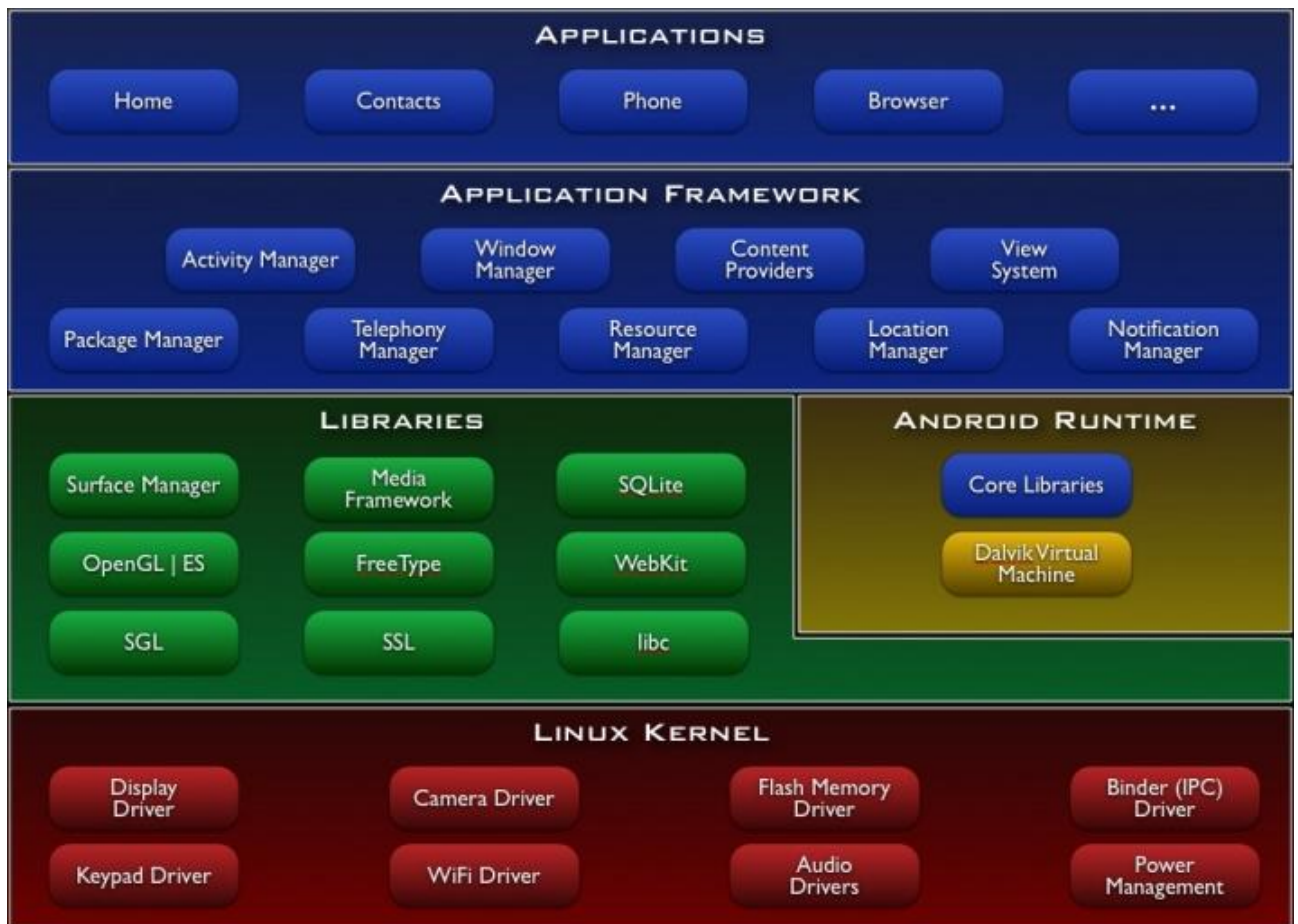 APPLICATIONS
Home
Contacts
Phone
Browser
...
APPLICATION FRAMEWORK
Activity Manager
Window
Manager
Content
Providers
View
System
Package Manager
Telephony
Manager
Resource
Manager
Location
Manager
Notification
Manager
LIBRARIES
Surface Manager
Media
Framework
SQLite
OpenGL | ES
FreeType
WebKit
SGL
SSL
libc
ANDROID RUNTIME
Core Libraries
Dalvik Virtual
Machine
LINUX KERNEL
Display
Driver
Camera Driver
Flash Memory
Driver
Binder (IPC)
Driver
Keypad Driver
WiFi Driver
Audio
Drivers
Power
Management